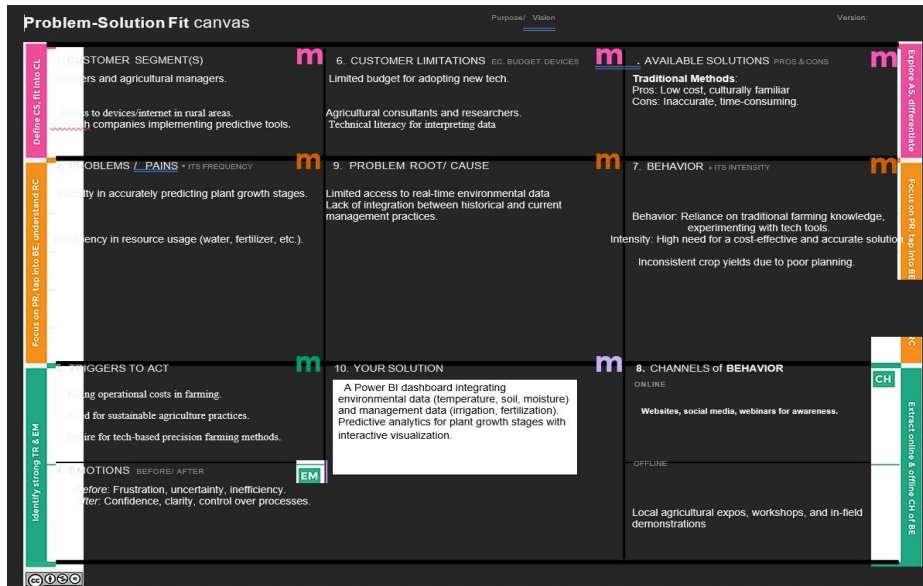 Problem-Solution Fit canvas
Purpose/ Vision
Version:
Define CS, fit into CL
CUSTOMER SEGMENT(S)
ers and agricultural managers.
s to devices/internet in rural areas.
h companies implementing predictive tools.
m
6. CUSTOMER LIMITATIONS EC. BUDGET. DEVICES
Limited budget for adopting new tech.
Agricultural consultants and researchers.
Technical literacy for interpreting data
m
. AVAILABLE SOLUTIONS PROS & CONS
Traditional Methods:
Pros: Low cost, culturally familiar
Cons: Inaccurate, time-consuming.
m
Explore AS, differentiate
Focus on PR, tap into BE, understand RC
OBLEMS / PAINS + ITS FREQUENCY
ty in accurately predicting plant growth stages.
ency in resource usage (water, fertilizer, etc.).
m
9. PROBLEM ROOT/ CAUSE
Limited access to real-time environmental data
Lack of integration between historical and current
management practices.
m
7. BEHAVIOR + ITS INTENSITY
Behavior: Reliance on traditional farming knowledge,
experimenting with tech tools.
Intensity: High need for a cost-effective and accurate solution
Inconsistent crop yields due to poor planning.
m
Focus on PR, tap into BE
RC
Identify strong TR & EM
TRIGGERS TO ACT
ng operational costs in farming.
d for sustainable agriculture practices.
ire for tech-based precision farming methods.
m
EMOTIONS BEFORE/ AFTER
EM
efore: Frustration, uncertainty, inefficiency.
fter: Confidence, clarity, control over processes.
10. YOUR SOLUTION
A Power BI dashboard integrating
environmental data (temperature, soil, moisture)
and management data (irrigation, fertilization).
Predictive analytics for plant growth stages with
interactive visualization.
m
8. CHANNELS of BEHAVIOR
CH
ONLINE
Websites, social media, webinars for awareness.
OFFLINE
Local agricultural expos, workshops, and in-field
demonstrations
Extract online & offline CH of BE
cc